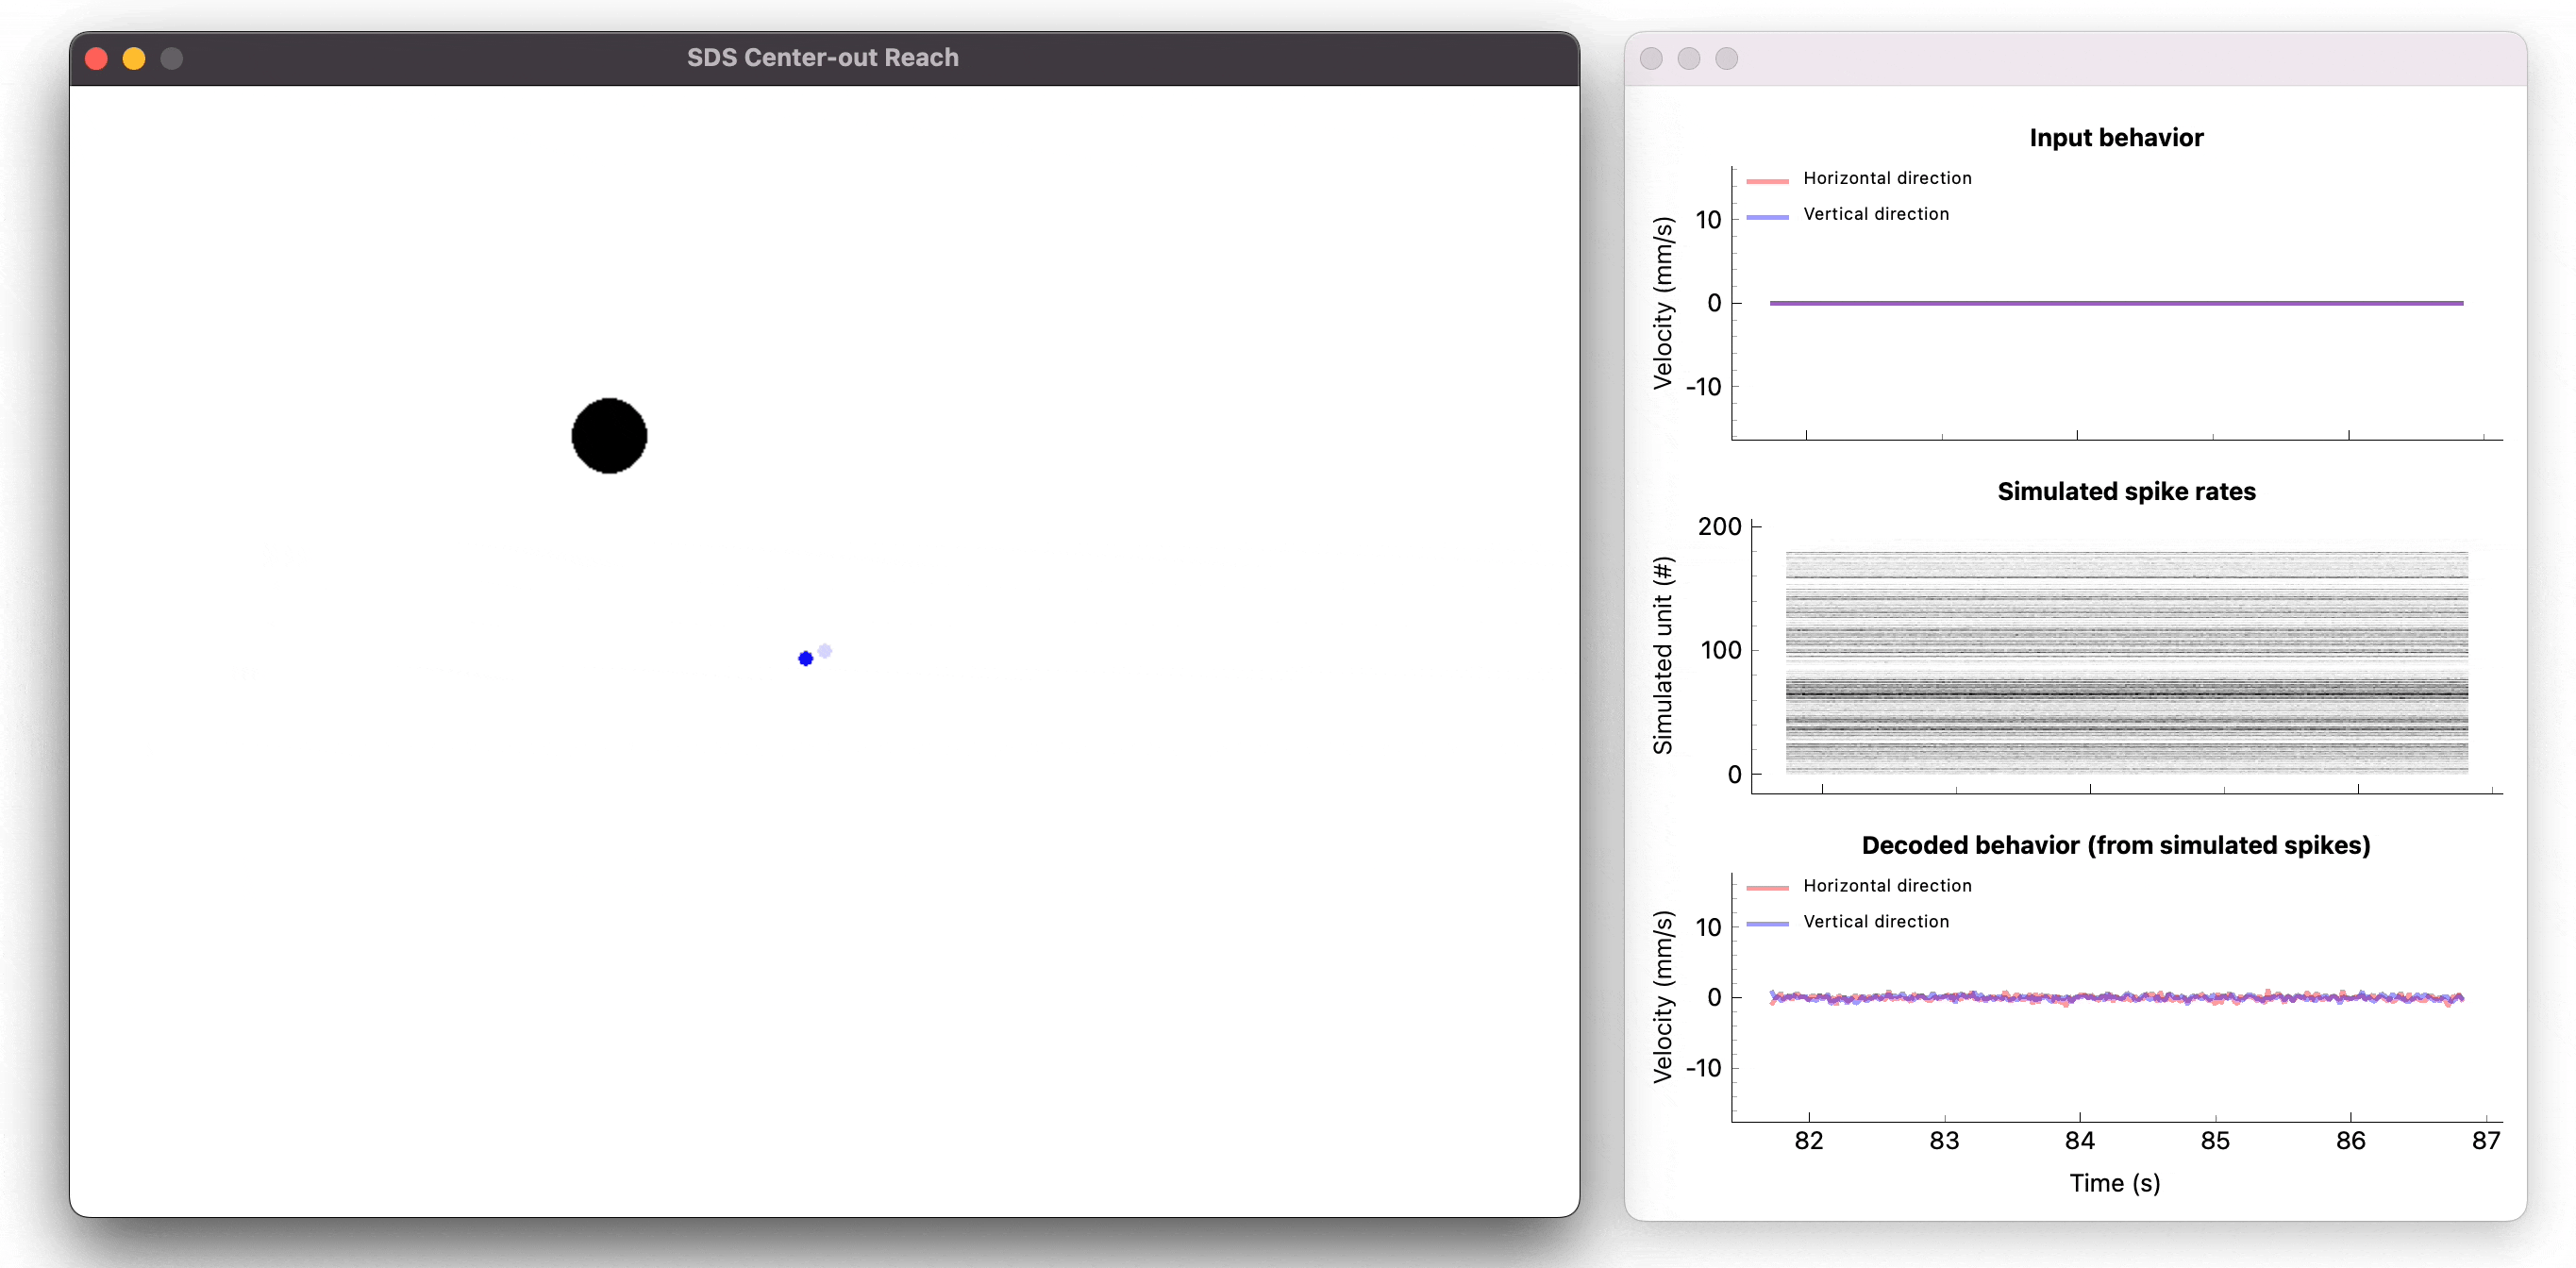 SDS Center-out Reach
Input behavior
Horizontal direction
Vertical direction
Velocity (mm/s)
10
0
-10
Simulated spike rates
Simulated unit (#)
200
100
0
Decoded behavior (from simulated spikes)
Horizontal direction
Vertical direction
Velocity (mm/s)
10
0
-10
82 83 84 85 86 87
Time (s)